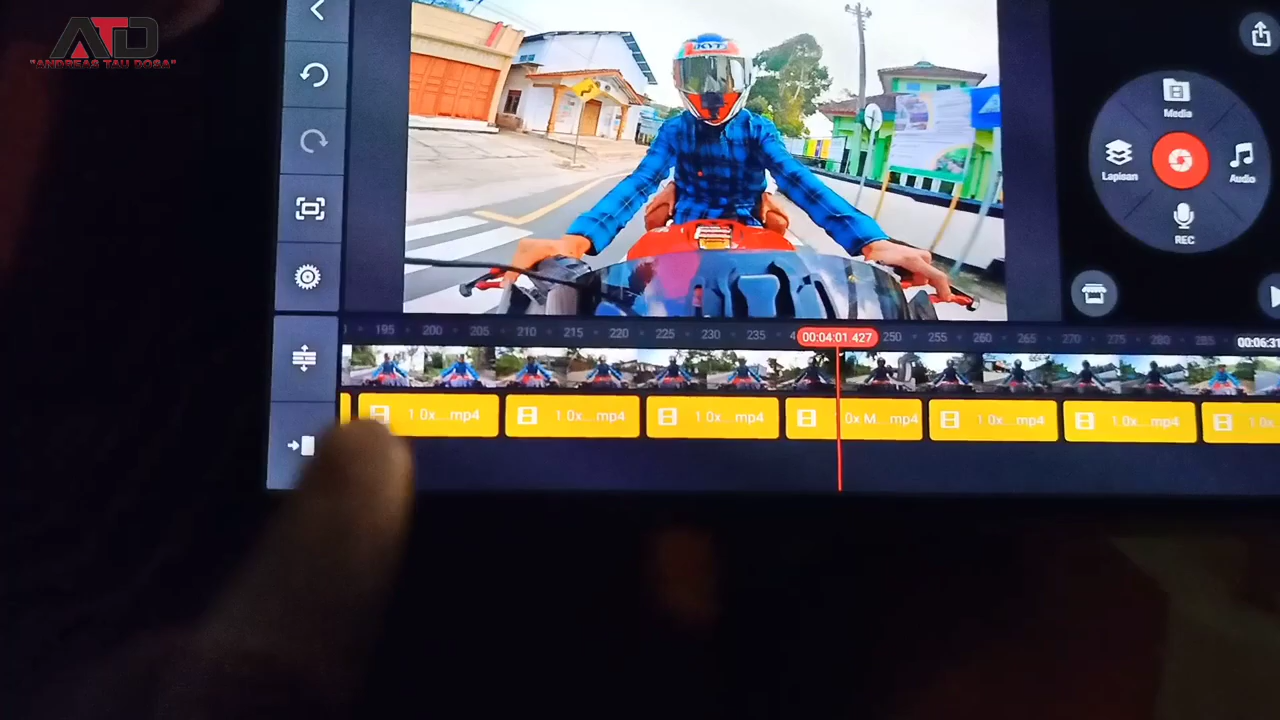 ATD
"ANDREAS TAU DOSA"
KYT
Media
Lapisan
Audio
REC
195 200 205 210 215 220 225 230 235 250 255 260 265 270 275 280 285
00:04:01.427
00:06:31
1 0x...mp4
1 0x...mp4
1 0x...mp4
0x M...mp4
1 0x...mp4
1.0x...mp4
1.0x